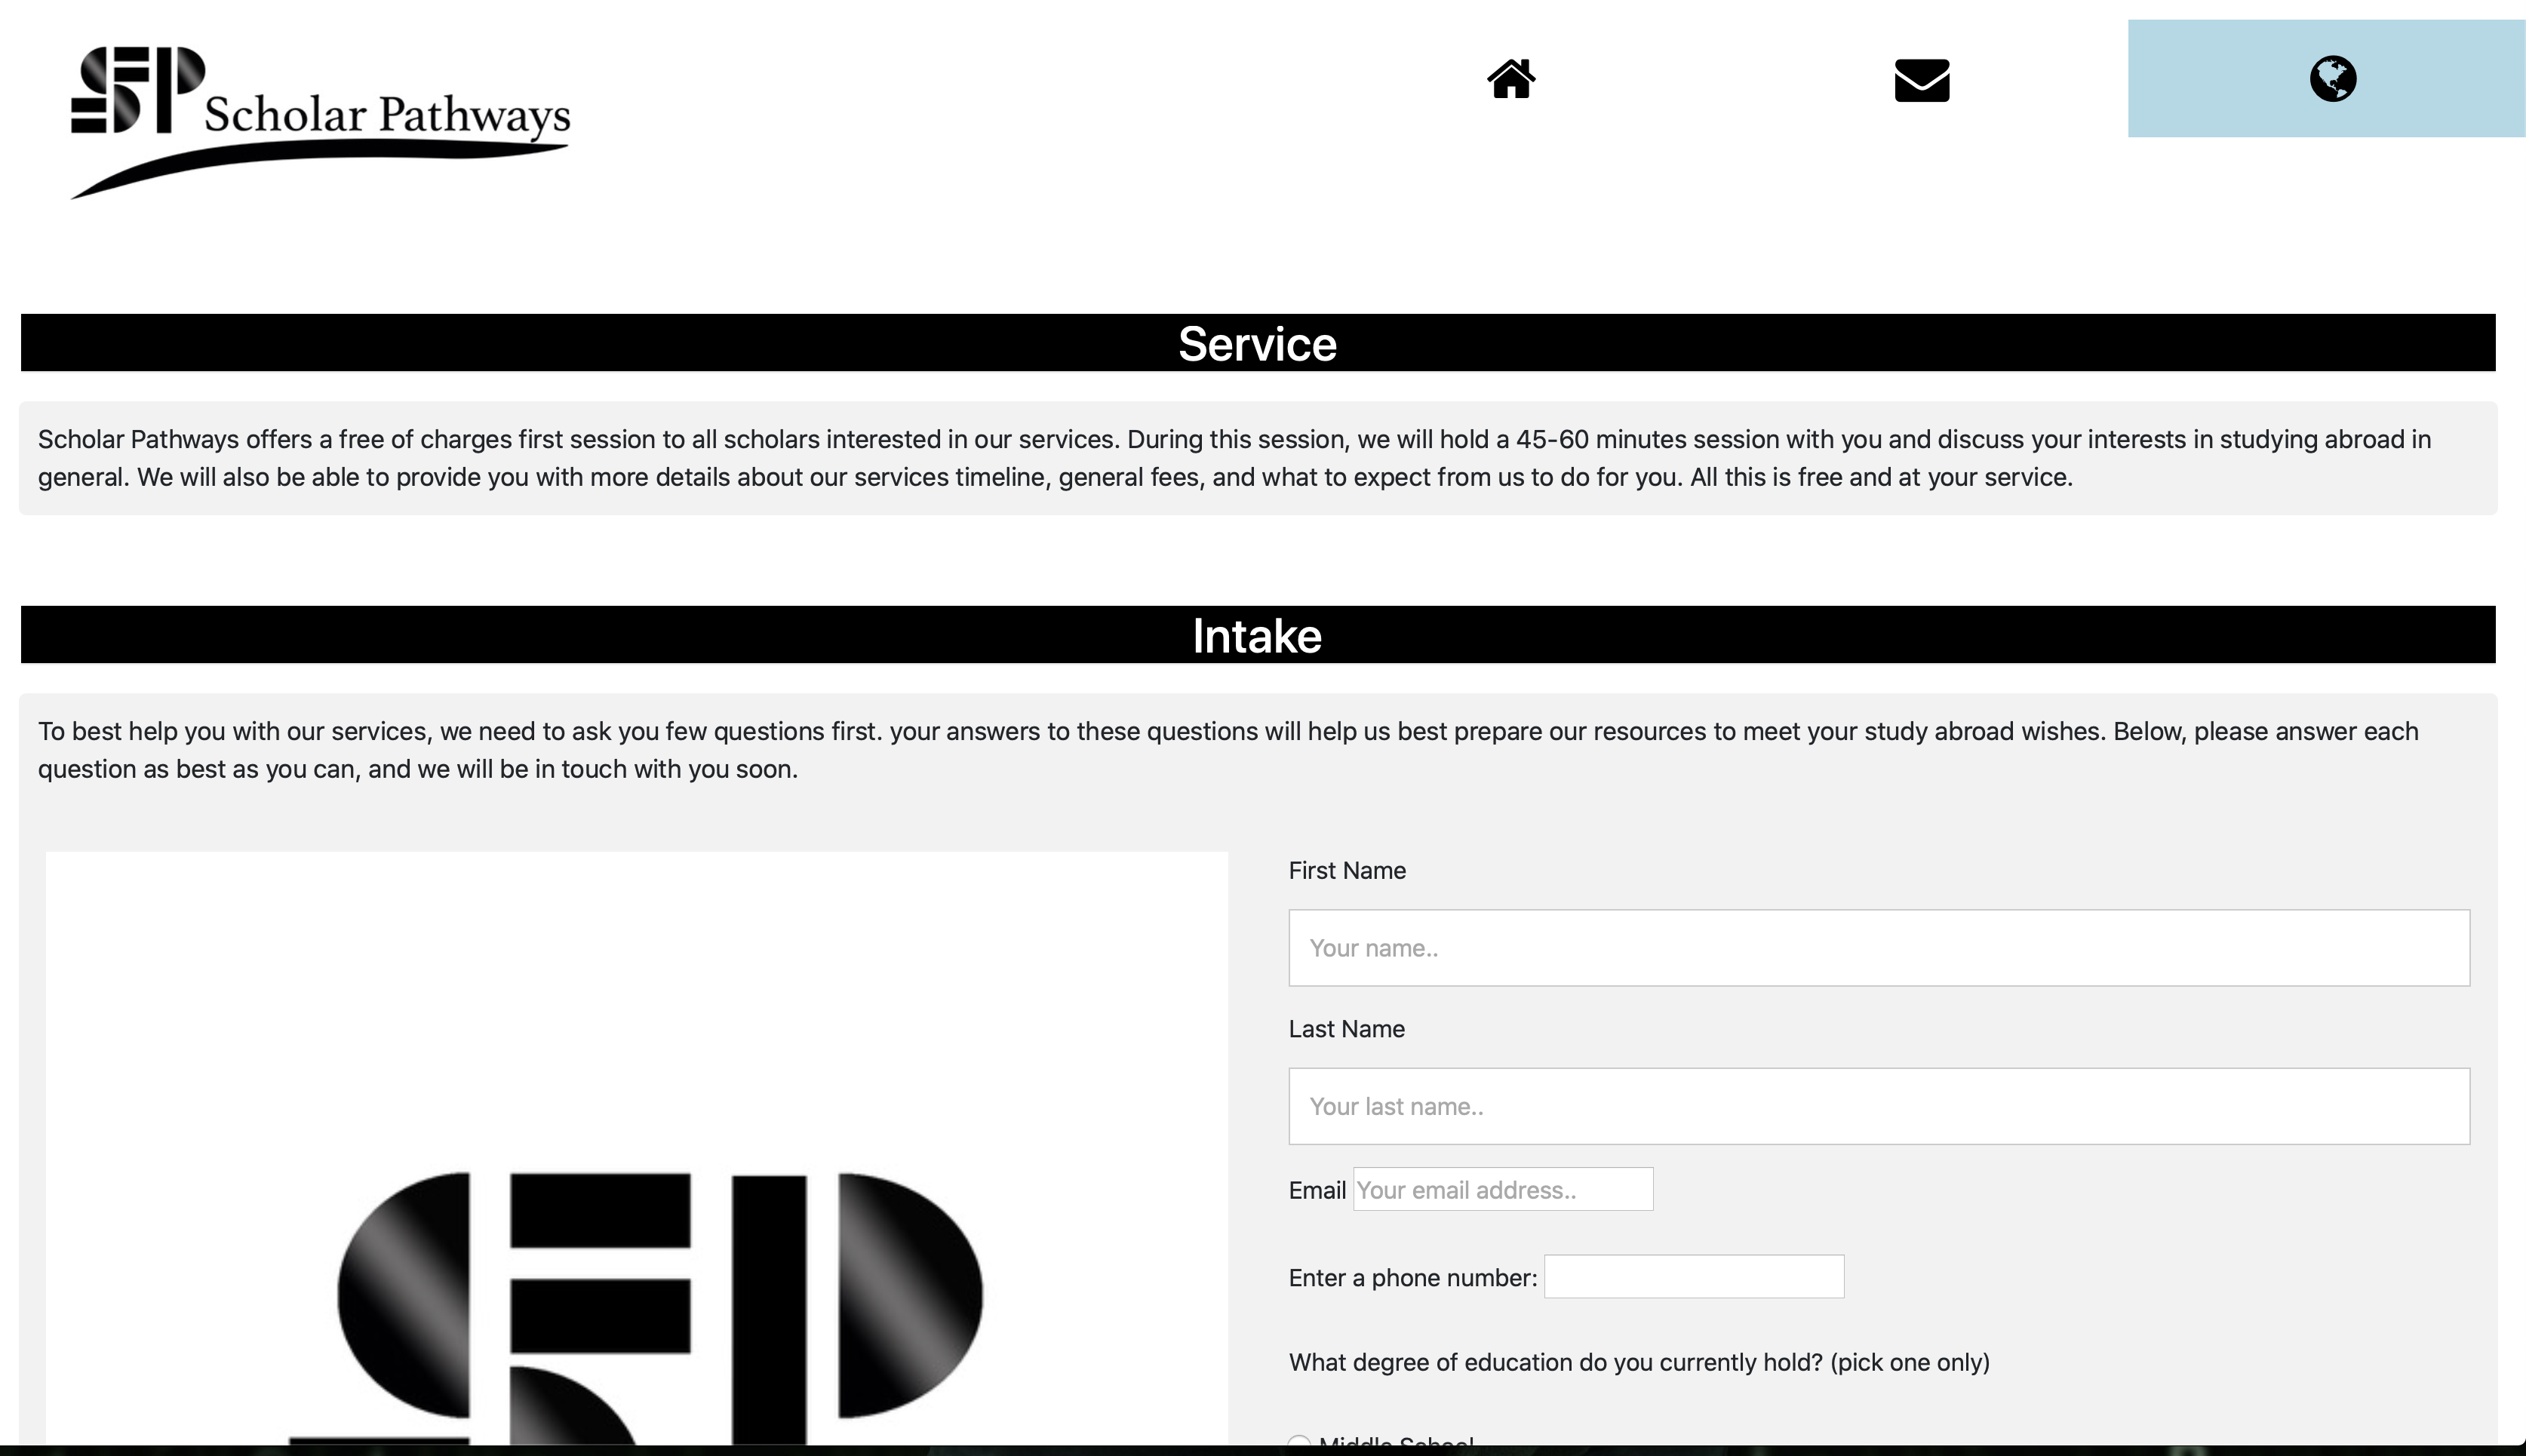 SP Scholar Pathways
Service
Scholar Pathways offers a free of charges first session to all scholars interested in our services. During this session, we will hold a 45-60 minutes session with you and discuss your interests in studying abroad in
general. We will also be able to provide you with more details about our services timeline, general fees, and what to expect from us to do for you. All this is free and at your service.
Intake
To best help you with our services, we need to ask you few questions first. your answers to these questions will help us best prepare our resources to meet your study abroad wishes. Below, please answer each
question as best as you can, and we will be in touch with you soon.
First Name
Your name..
Last Name
Your last name..
Email Your email address..
Enter a phone number:
What degree of education do you currently hold? (pick one only)
Middle School
SP